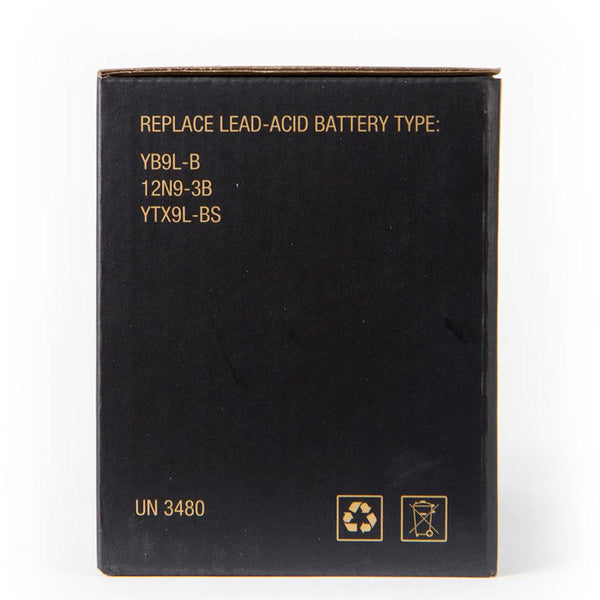 REPLACE LEAD-ACID BATTERY TYPE:
YB9L-B
12N9-3B
YTX9L-BS
UN 3480